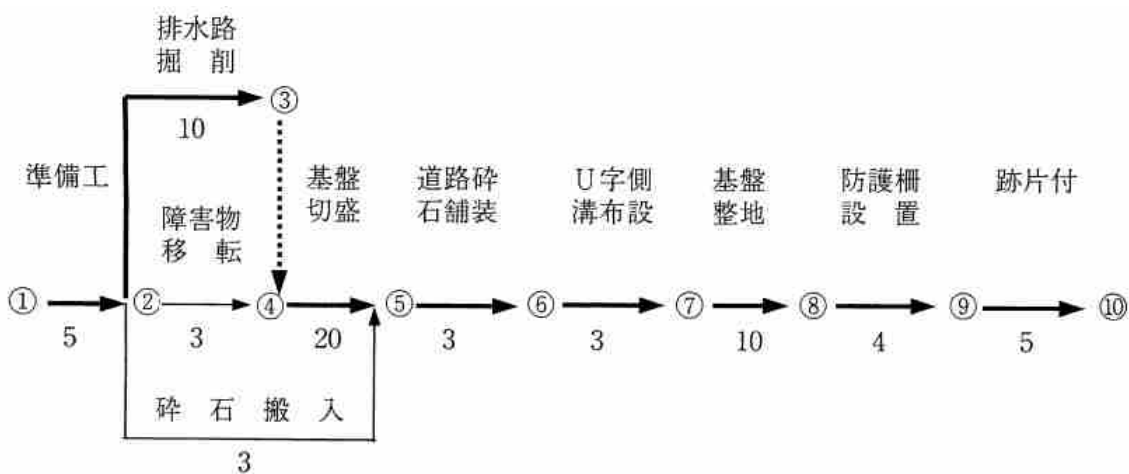 排水路
掘削
③
10
準備工
基盤
切盛
道路砕
石舗装
U字側
溝布設
基盤
整地
防護柵
設置
跡片付
障害物
移転
①
②
④
⑤
⑥
⑦
⑧
⑨
⑩
5
3
20
3
3
10
4
5
砕石搬入
3